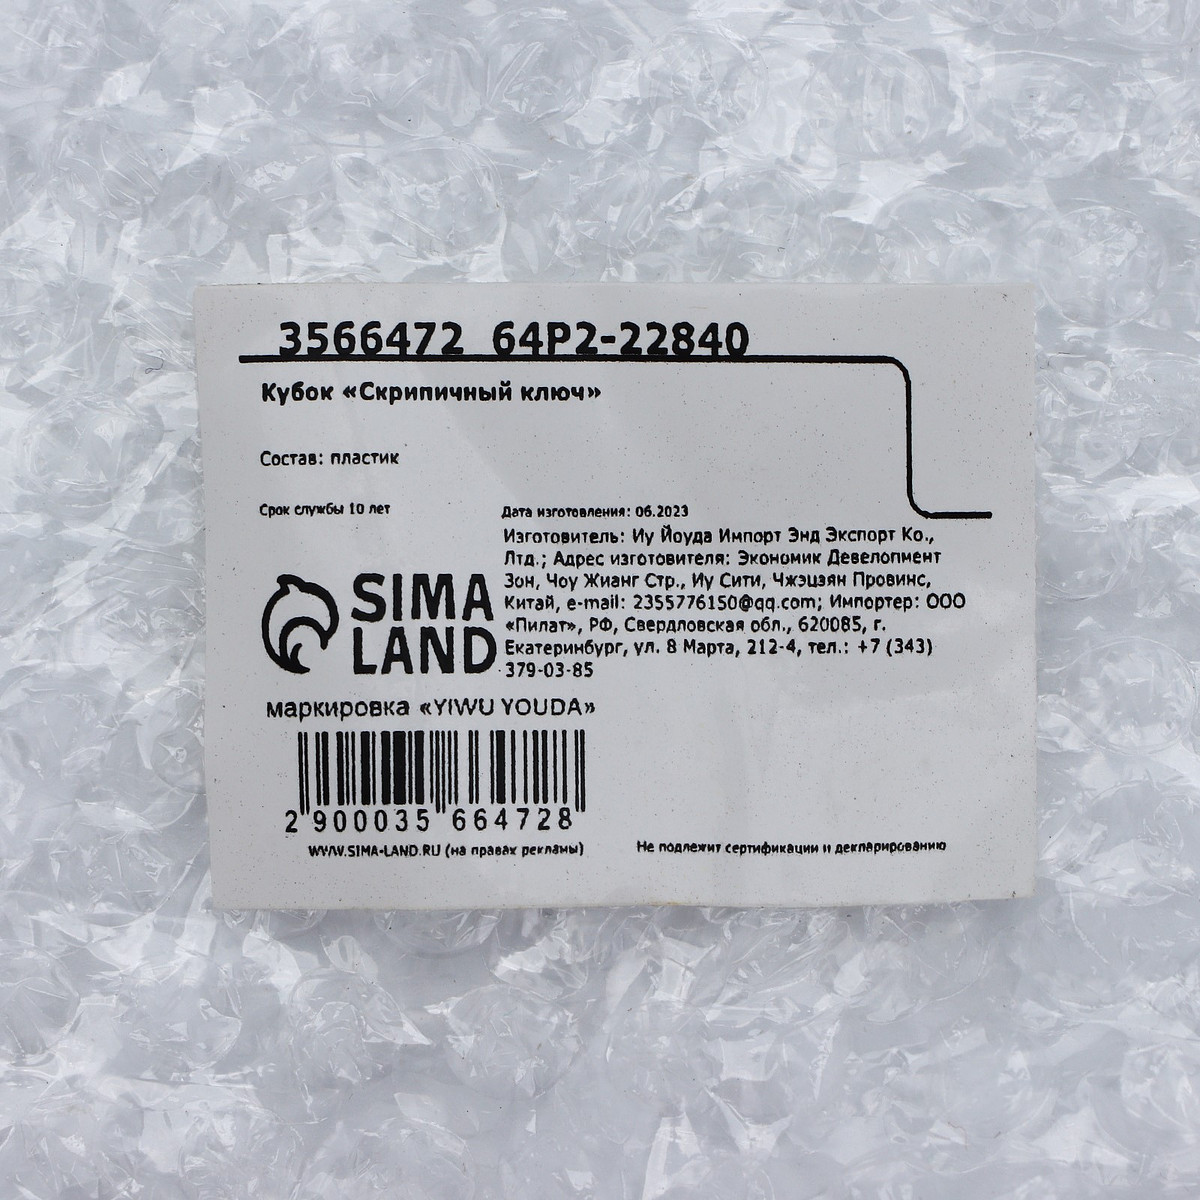 3566472 64P2-22840
Кубок «Скрипичный ключ»
Состав: пластик
Срок службы 10 лет
Дата изготовления: 06.2023
Изготовитель: Иу Йоуда Импорт Энд Экспорт Ко.,
Лтд.; Адрес изготовителя: Экономик Девелопмент
Зон, Чоу Жианг Стр., Иу Сити, Чжэцзян Провинс,
Китай, e-mail: 2355776150@qq.com; Импортер: ООО
«Пилат», РФ, Свердловская обл., 620085, г.
Екатеринбург, ул. 8 Марта, 212-4, тел.: +7 (343)
379-03-85
SIMA
LAND
маркировка «YIWU YOUDA»
2 900035 664728
WWW.SIMA-LAND.RU (на правах рекламы)
Не подлежит сертификации и декларированию